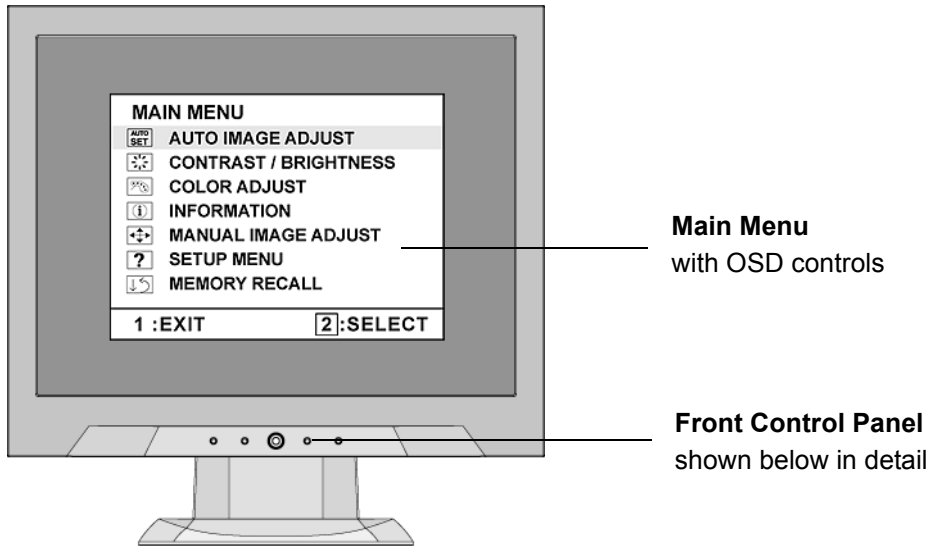 MAIN MENU
AUTO SET AUTO IMAGE ADJUST
CONTRAST / BRIGHTNESS
COLOR ADJUST
i INFORMATION
MANUAL IMAGE ADJUST
? SETUP MENU
MEMORY RECALL
1 :EXIT 2:SELECT
Main Menu
with OSD controls
Front Control Panel
shown below in detail